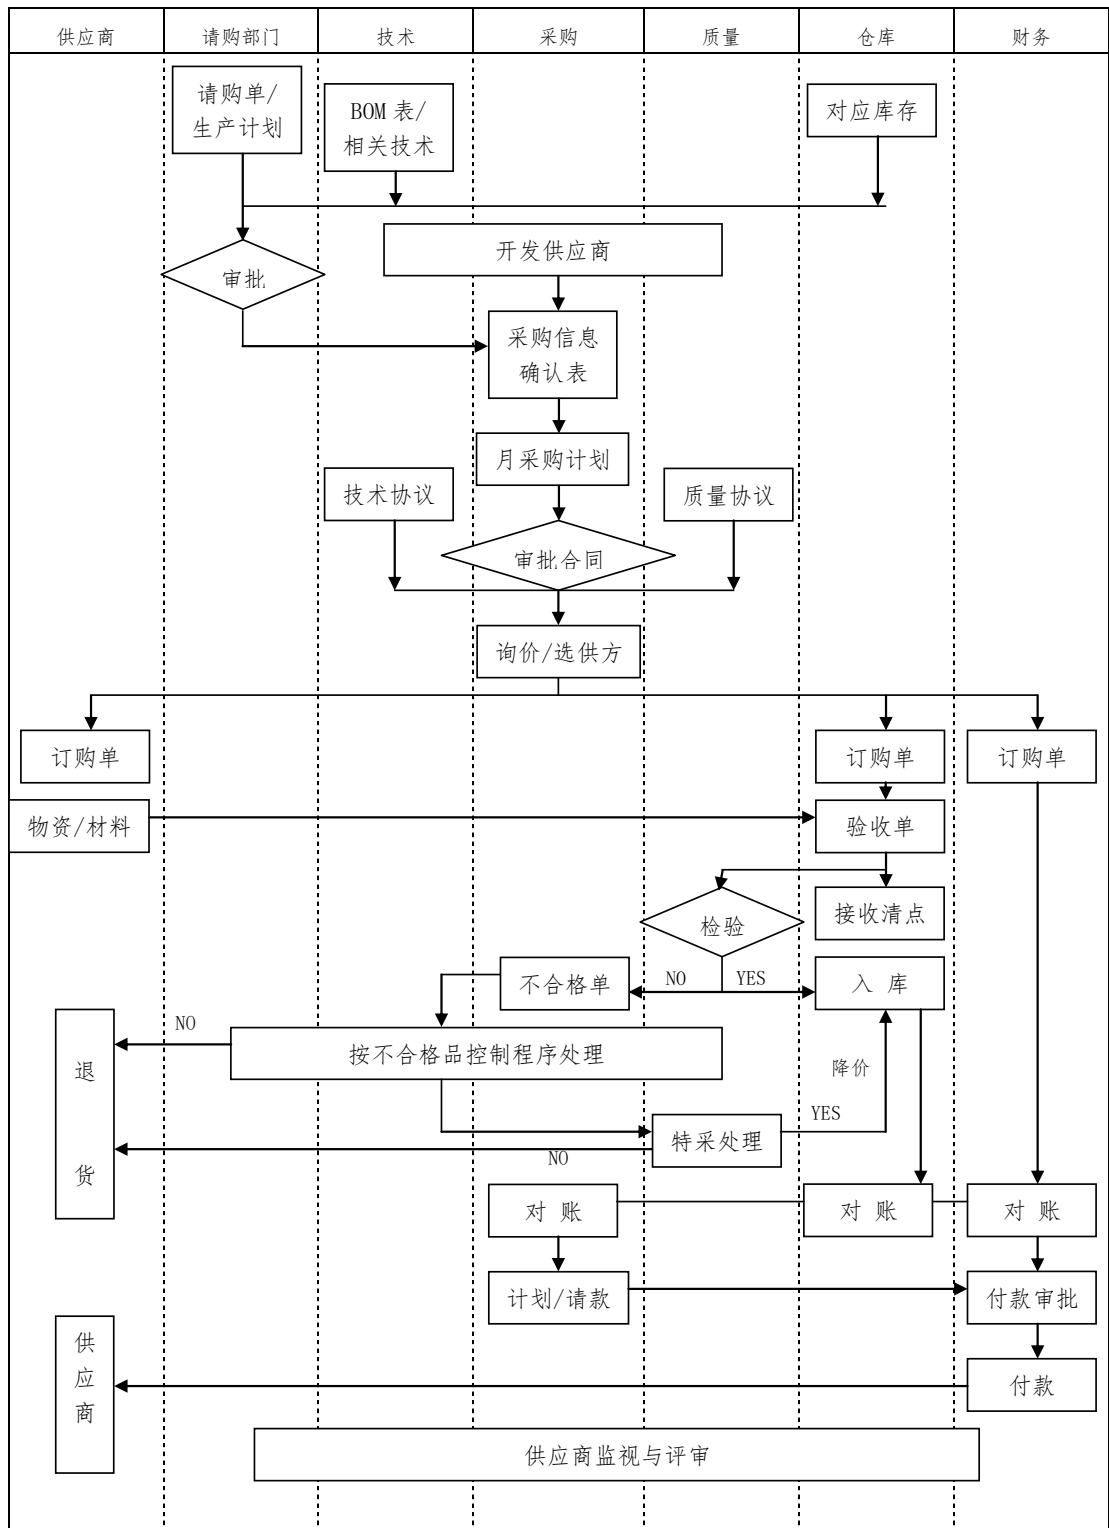 供应商
请购部门
技术
采购
质量
仓库
财务
请购单/
生产计划
BOM 表/
相关技术
对应库存
开发供应商
审批
采购信息
确认表
月采购计划
技术协议
质量协议
审批合同
询价/选供方
订购单
订购单
订购单
物资/材料
验收单
检验
接收清点
不合格单
NO
YES
入 库
NO
按不合格品控制程序处理
降价
退
货
特采处理
YES
NO
对 账
对 账
对 账
计划/请款
付款审批
供
应
商
付款
供应商监视与评审